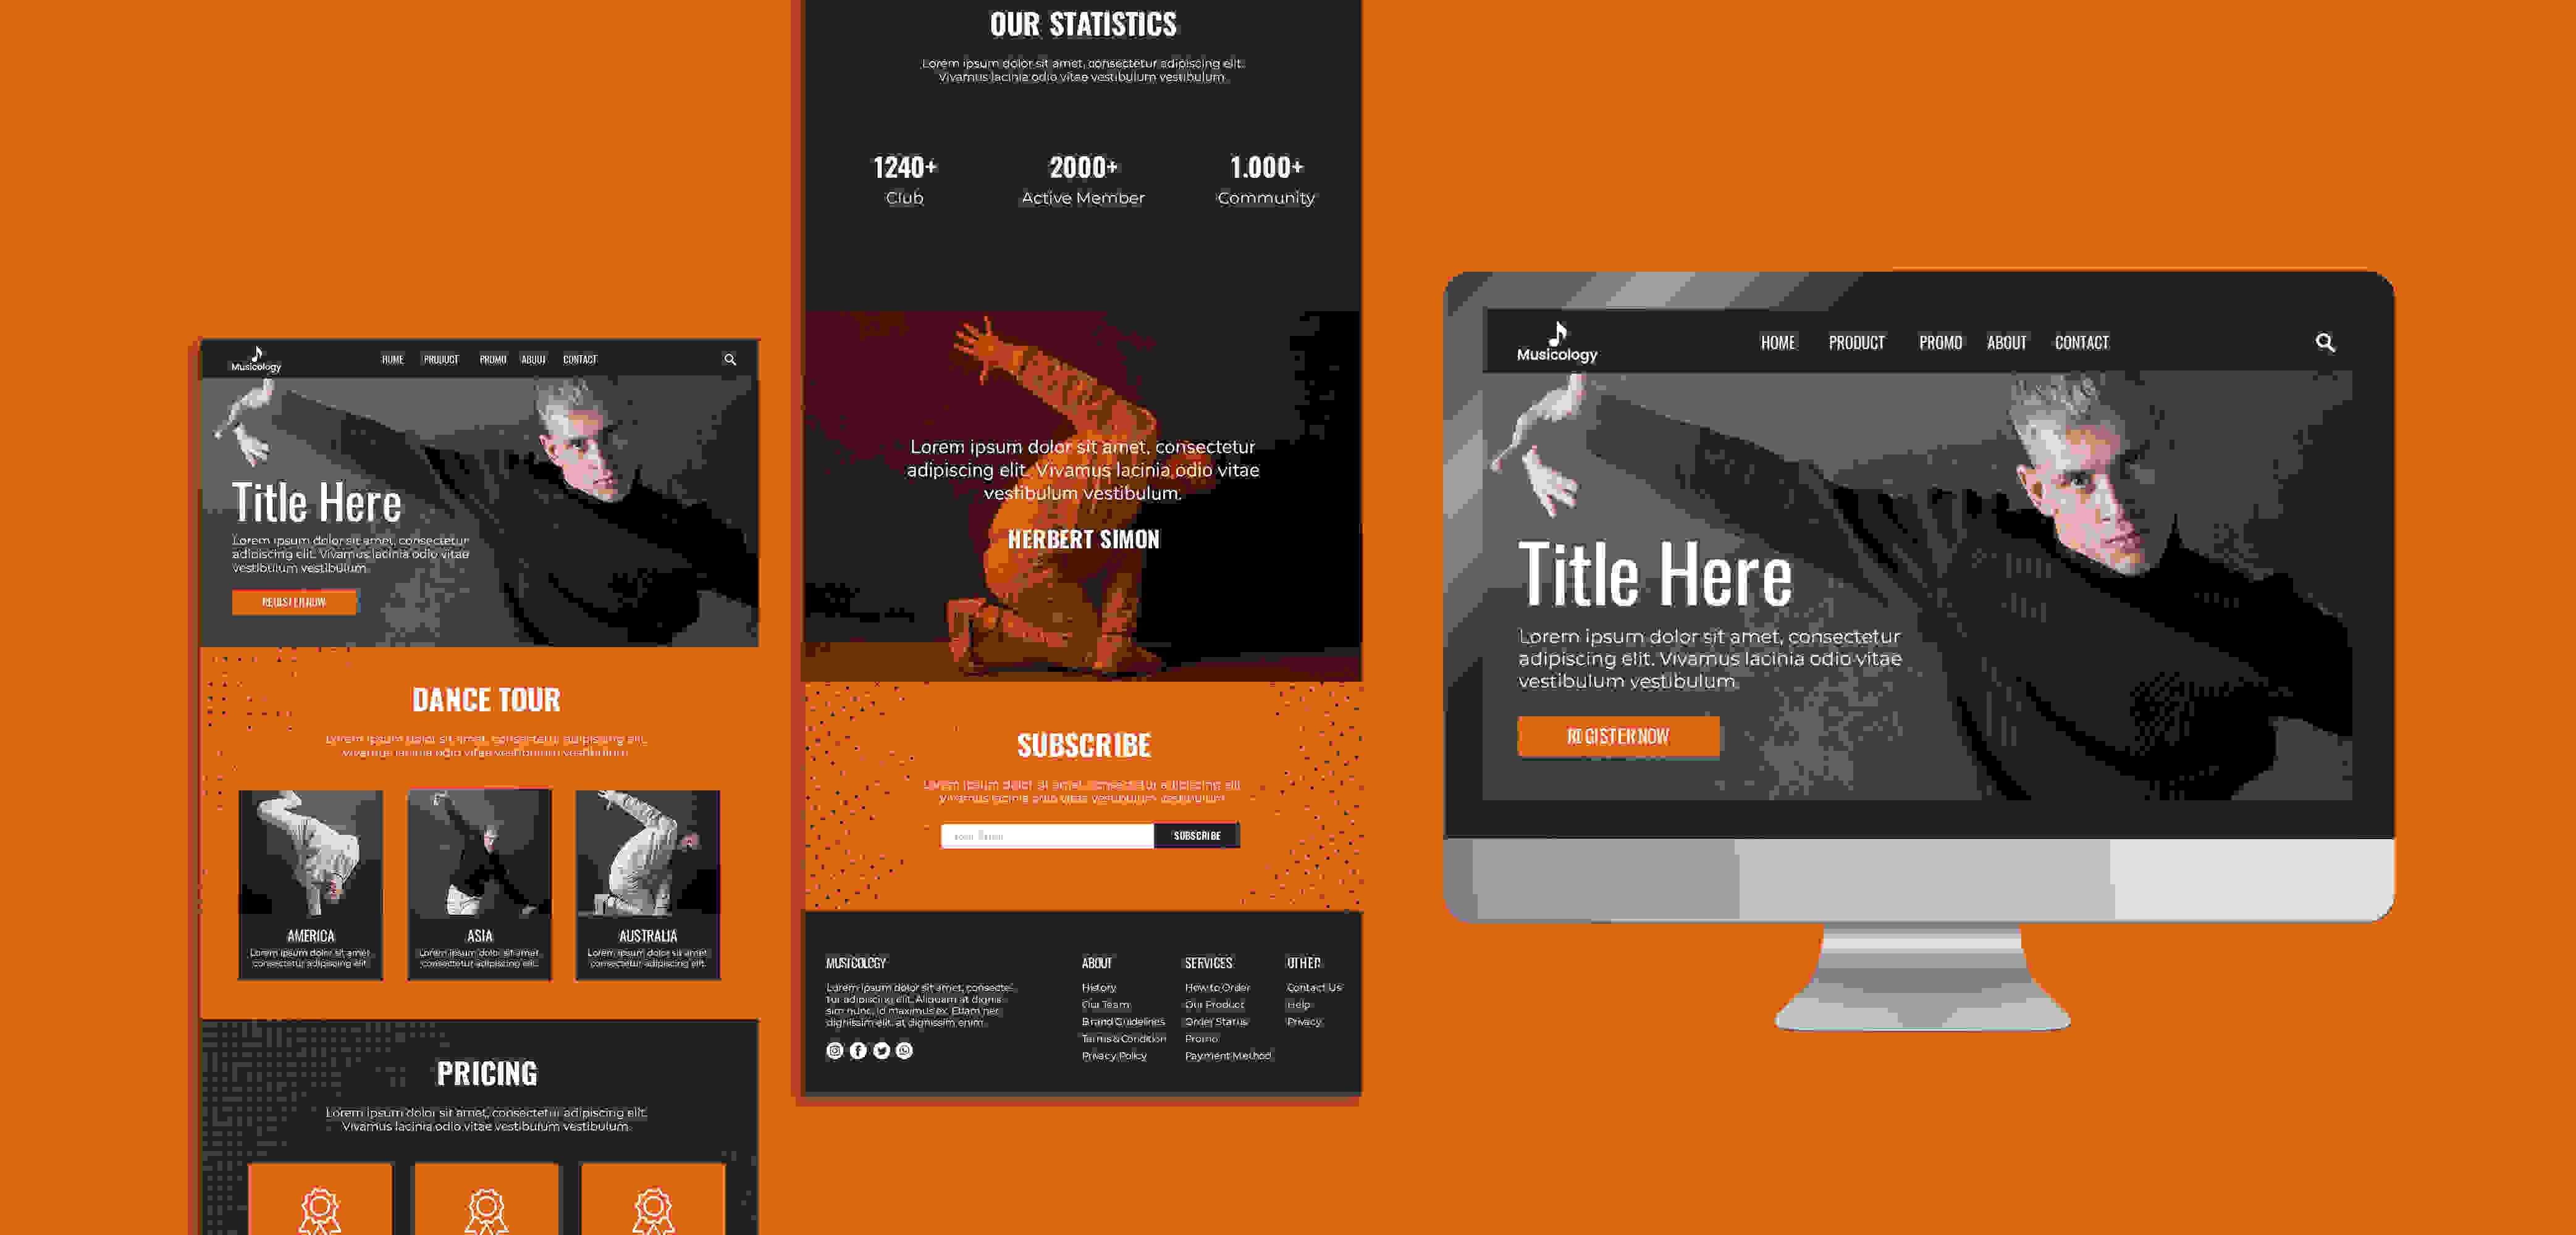 Musicology
HOME PRODUCT PROMO ABOUT CONTACT
Title Here
Lorem ipsum dolor sit amet, consectetur
adipiscing elit. Vivamus lacinia odio vitae
vestibulum vestibulum.
REGISTER NOW
DANCE TOUR
Lorem ipsum dolor sit amet, consectetur adipiscing elit.
Vivamus lacinia odio vitae vestibulum vestibulum.
AMERICA
Lorem ipsum dolor sit amet,
consectetur adipiscing elit.
ASIA
Lorem ipsum dolor sit amet,
consectetur adipiscing elit.
AUSTRALIA
Lorem ipsum dolor sit amet,
consectetur adipiscing elit.
PRICING
Lorem ipsum dolor sit amet, consectetur adipiscing elit.
Vivamus lacinia odio vitae vestibulum vestibulum.
OUR STATISTICS
Lorem ipsum dolor sit amet, consectetur adipiscing elit.
Vivamus lacinia odio vitae vestibulum vestibulum.
1240+
Club
2000+
Active Member
1.000+
Community
Lorem ipsum dolor sit amet, consectetur
adipiscing elit. Vivamus lacinia odio vitae
vestibulum vestibulum.
HERBERT SIMON
SUBSCRIBE
Lorem ipsum dolor sit amet, consectetur adipiscing elit.
Vivamus lacinia odio vitae vestibulum vestibulum.
SUBSCRIBE
MUSICOLOGY
Lorem ipsum dolor sit amet, consecte-
tur adipiscing elit. Aliquam at dignis-
sim nunc, id maximus ex. Etiam nec
dignissim elit, at dignissim enim.
ABOUT
History
Our Team
Brand Guidelines
Terms & Condition
Privacy Policy
SERVICES
How to Order
Our Product
Order Status
Promo
Payment Method
OTHER
Contact Us
Help
Privacy
Musicology
HOME PRODUCT PROMO ABOUT CONTACT
Title Here
Lorem ipsum dolor sit amet, consectetur
adipiscing elit. Vivamus lacinia odio vitae
vestibulum vestibulum.
REGISTER NOW